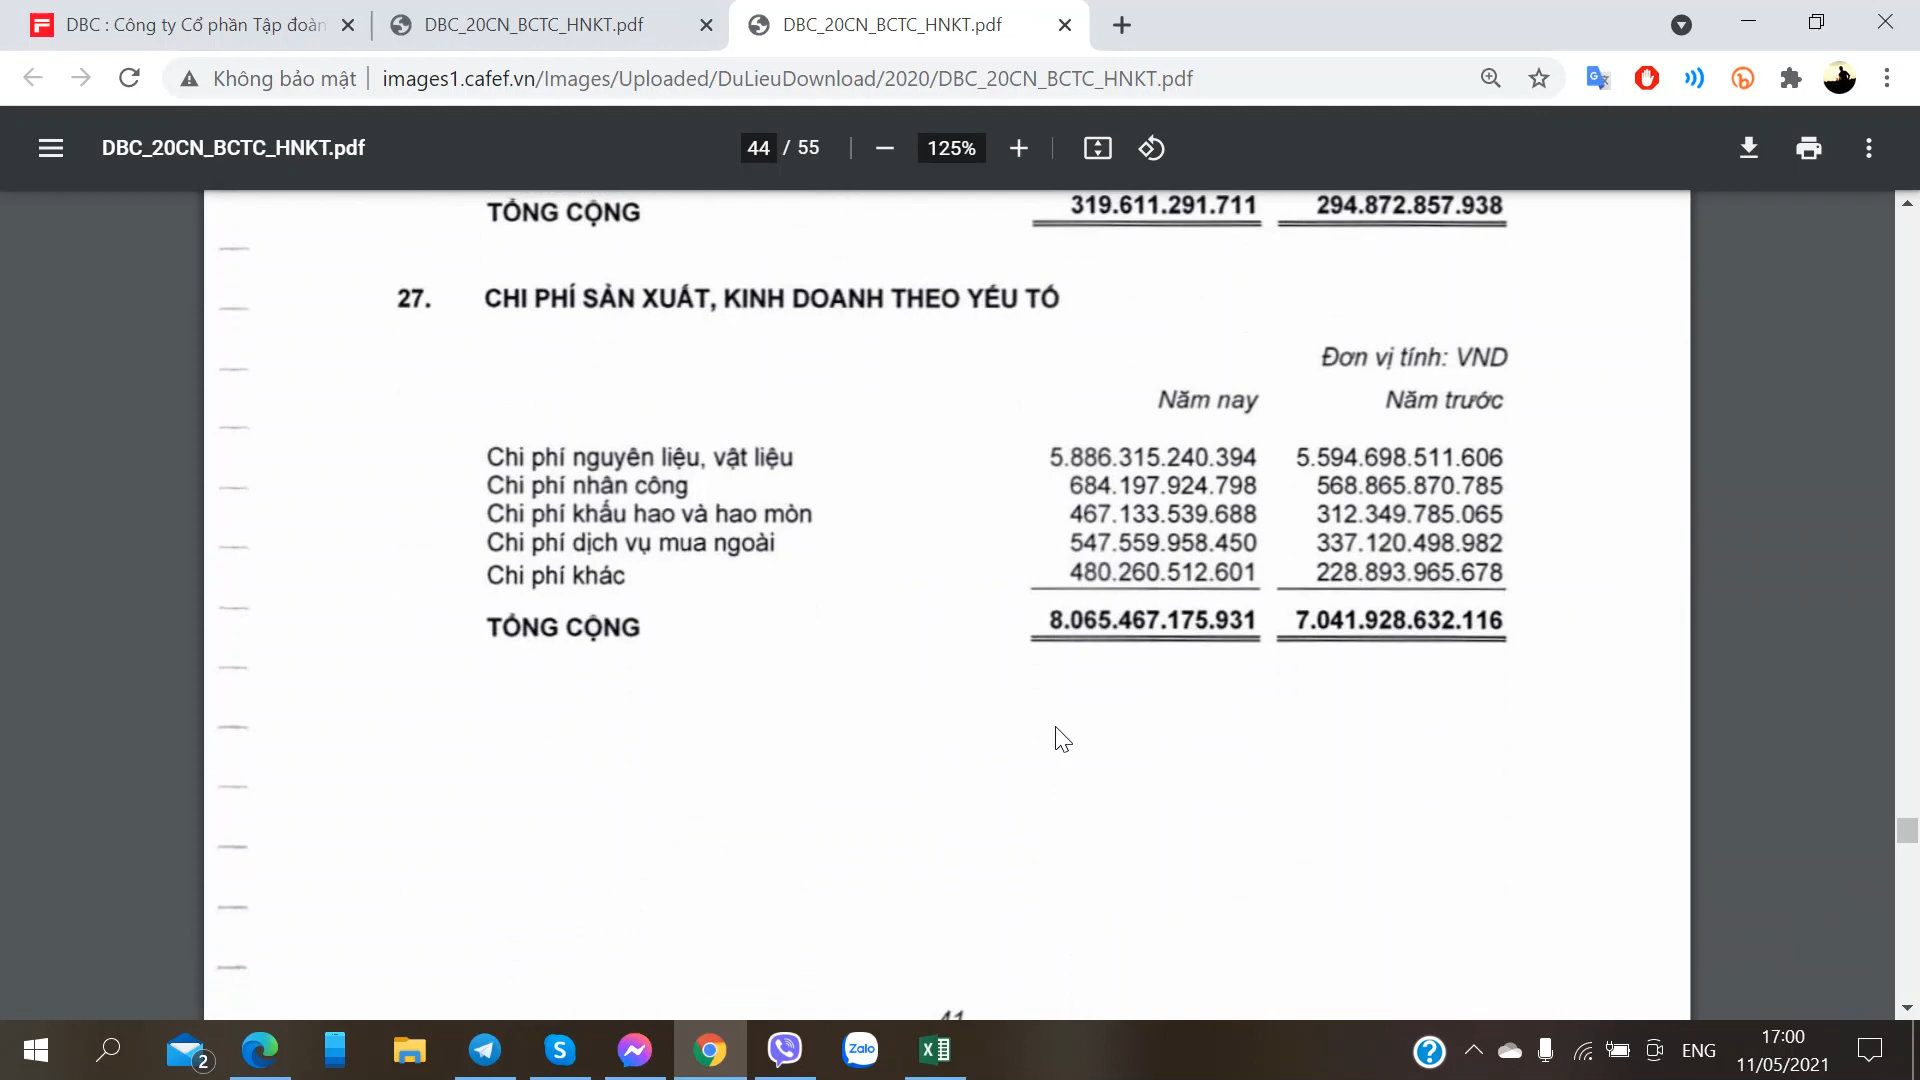 DBC : Công ty Cổ phần Tập đoàn
DBC_20CN_BCTC_HNKT.pdf
DBC_20CN_BCTC_HNKT.pdf
Không bảo mật
images1.cafef.vn/Images/Uploaded/DuLieuDownload/2020/DBC_20CN_BCTC_HNKT.pdf
DBC_20CN_BCTC_HNKT.pdf
44 / 55
125%
TỔNG CỘNG 319.611.291.711 294.872.857.938
27. CHI PHÍ SẢN XUẤT, KINH DOANH THEO YẾU TỐ
Đơn vị tính: VND
Năm nay Năm trước
Chi phí nguyên liệu, vật liệu 5.886.315.240.394 5.594.698.511.606
Chi phí nhân công 684.197.924.798 568.865.870.785
Chi phí khấu hao và hao mòn 467.133.539.688 312.349.785.065
Chi phí dịch vụ mua ngoài 547.559.958.450 337.120.498.982
Chi phí khác 480.260.512.601 228.893.965.678
TỔNG CỘNG 8.065.467.175.931 7.041.928.632.116
41
2
Zalo
ENG
17:00
11/05/2021